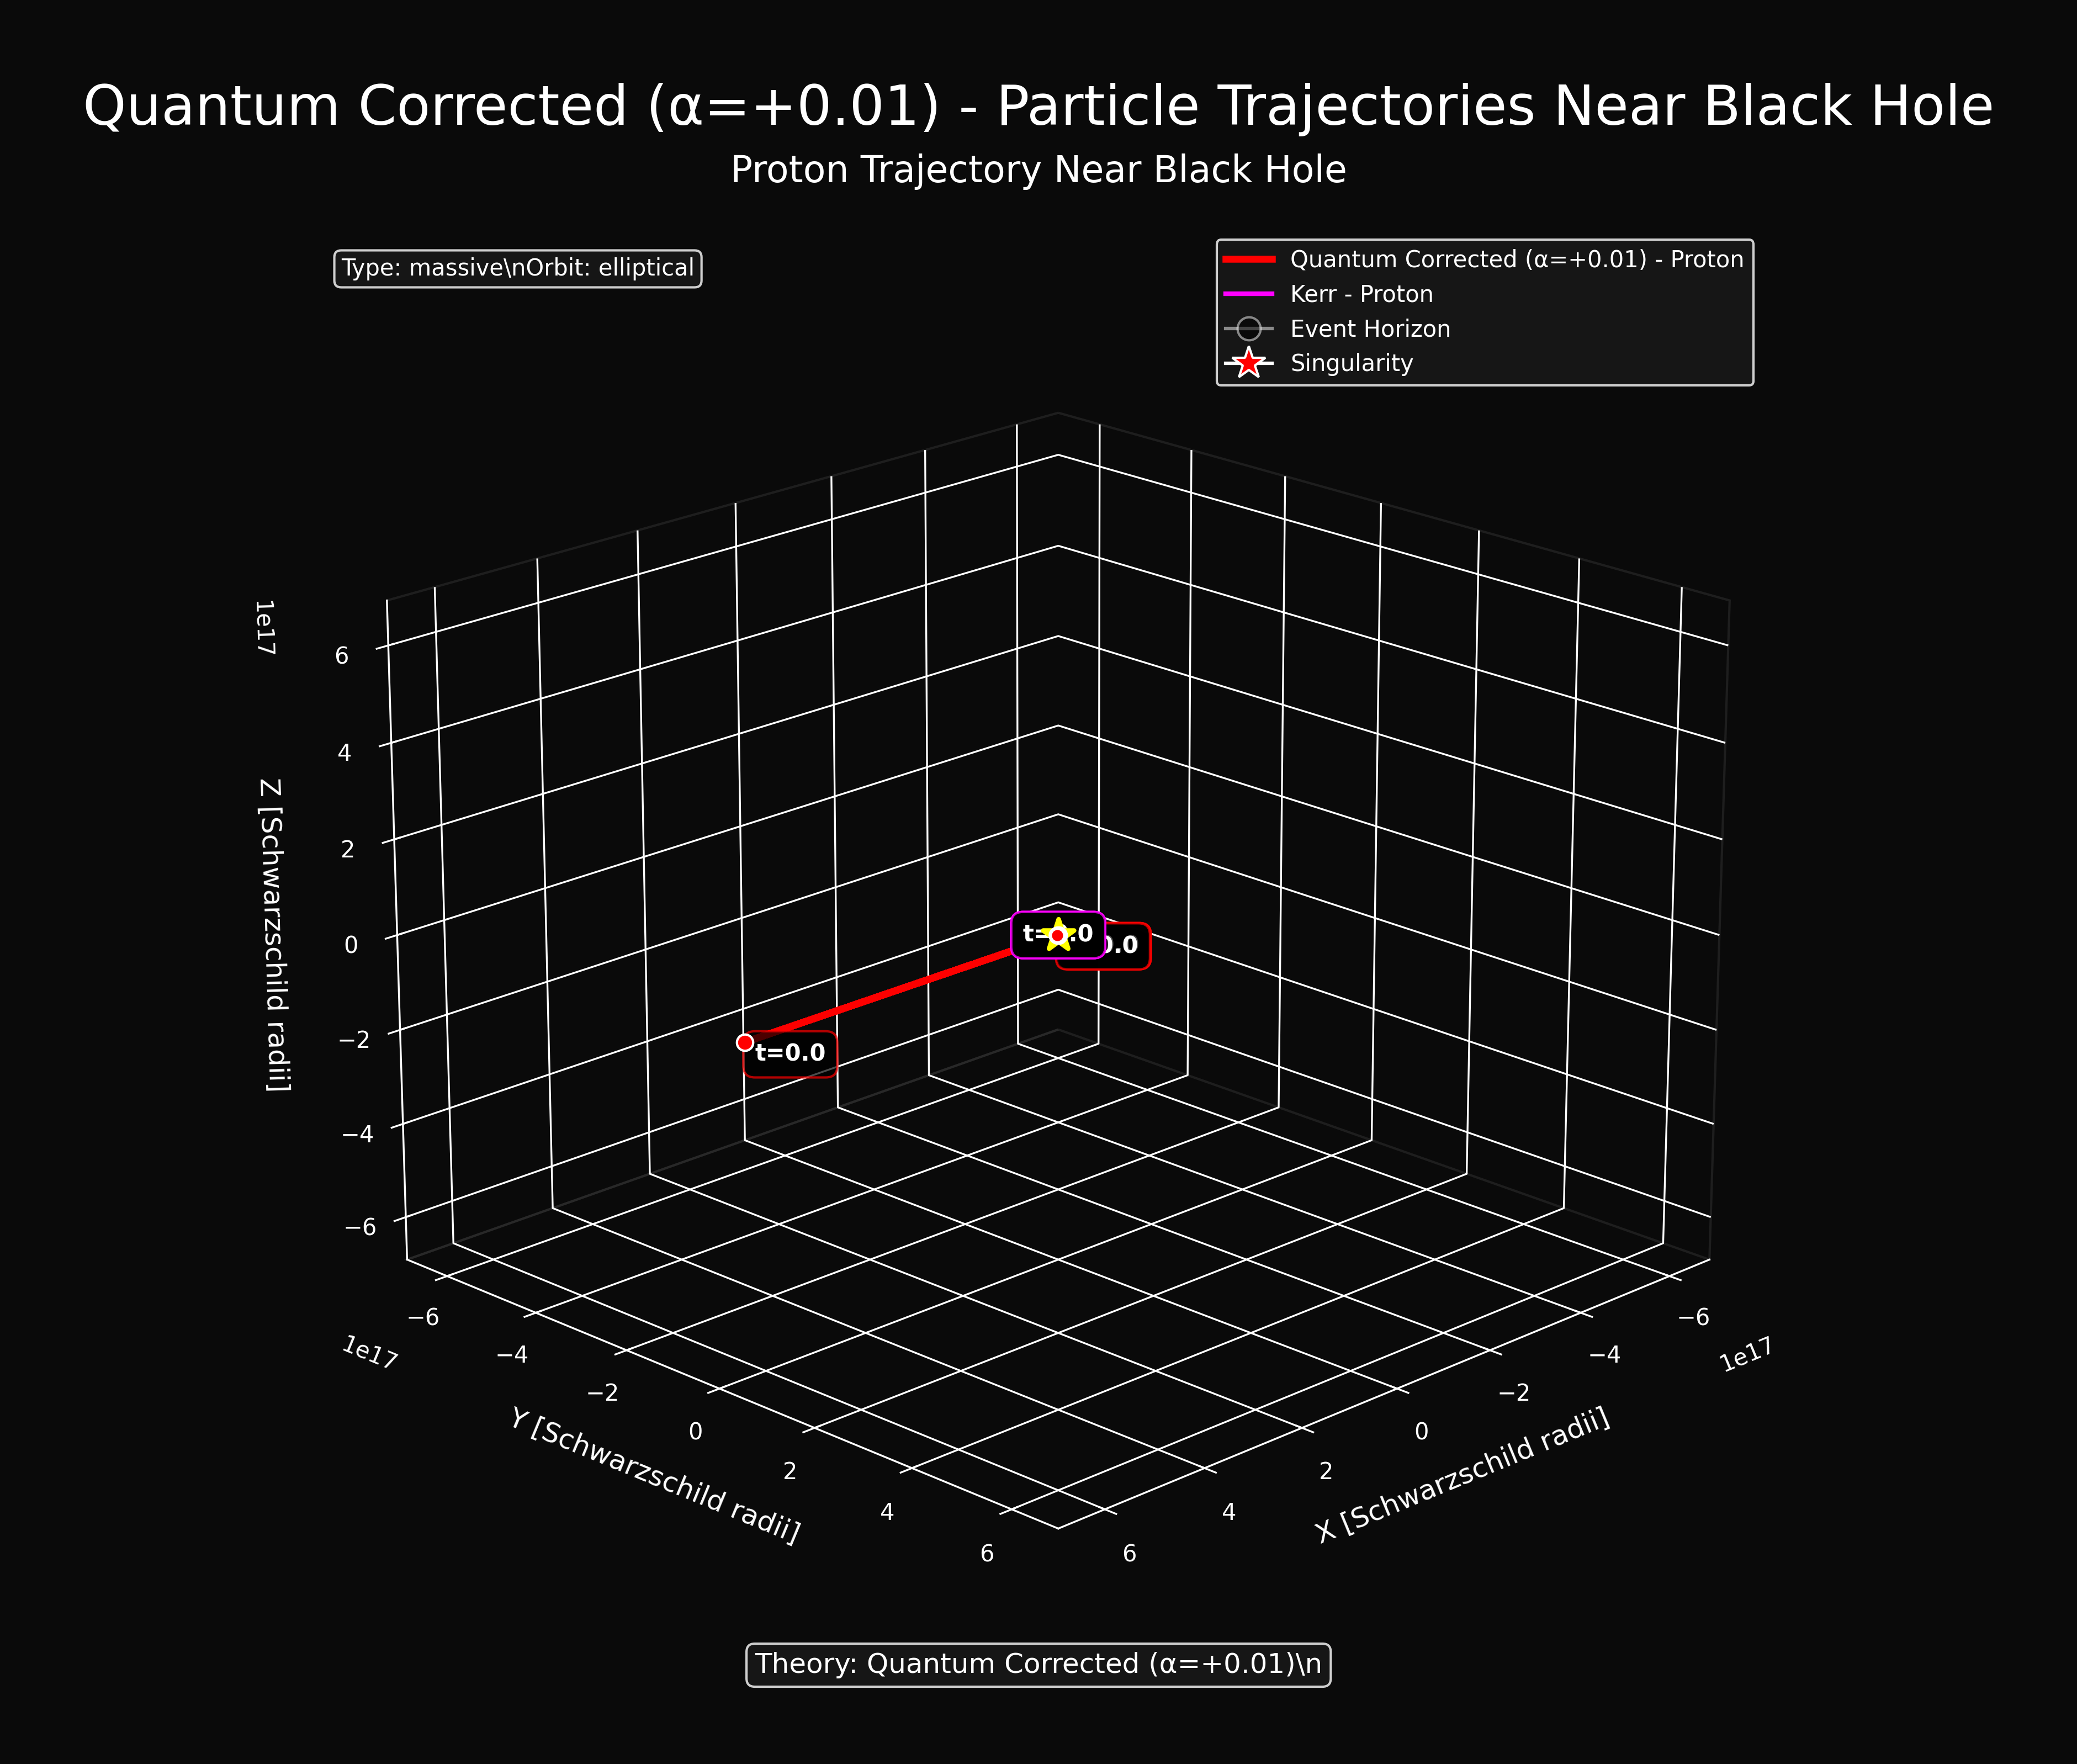 Quantum Corrected (α=+0.01) - Particle Trajectories Near Black Hole
Proton Trajectory Near Black Hole
Type: massive\nOrbit: elliptical
Quantum Corrected (α=+0.01) - Proton
Kerr - Proton
Event Horizon
Singularity
1e17
6
4
2
0
−2
−4
−6
Z [Schwarzschild radii]
t=0.0
−6
−4
−2
0
2
4
6
1e17
Y [Schwarzschild radii]
6
4
2
0
−2
−4
−6
1e17
X [Schwarzschild radii]
Theory: Quantum Corrected (α=+0.01)\n